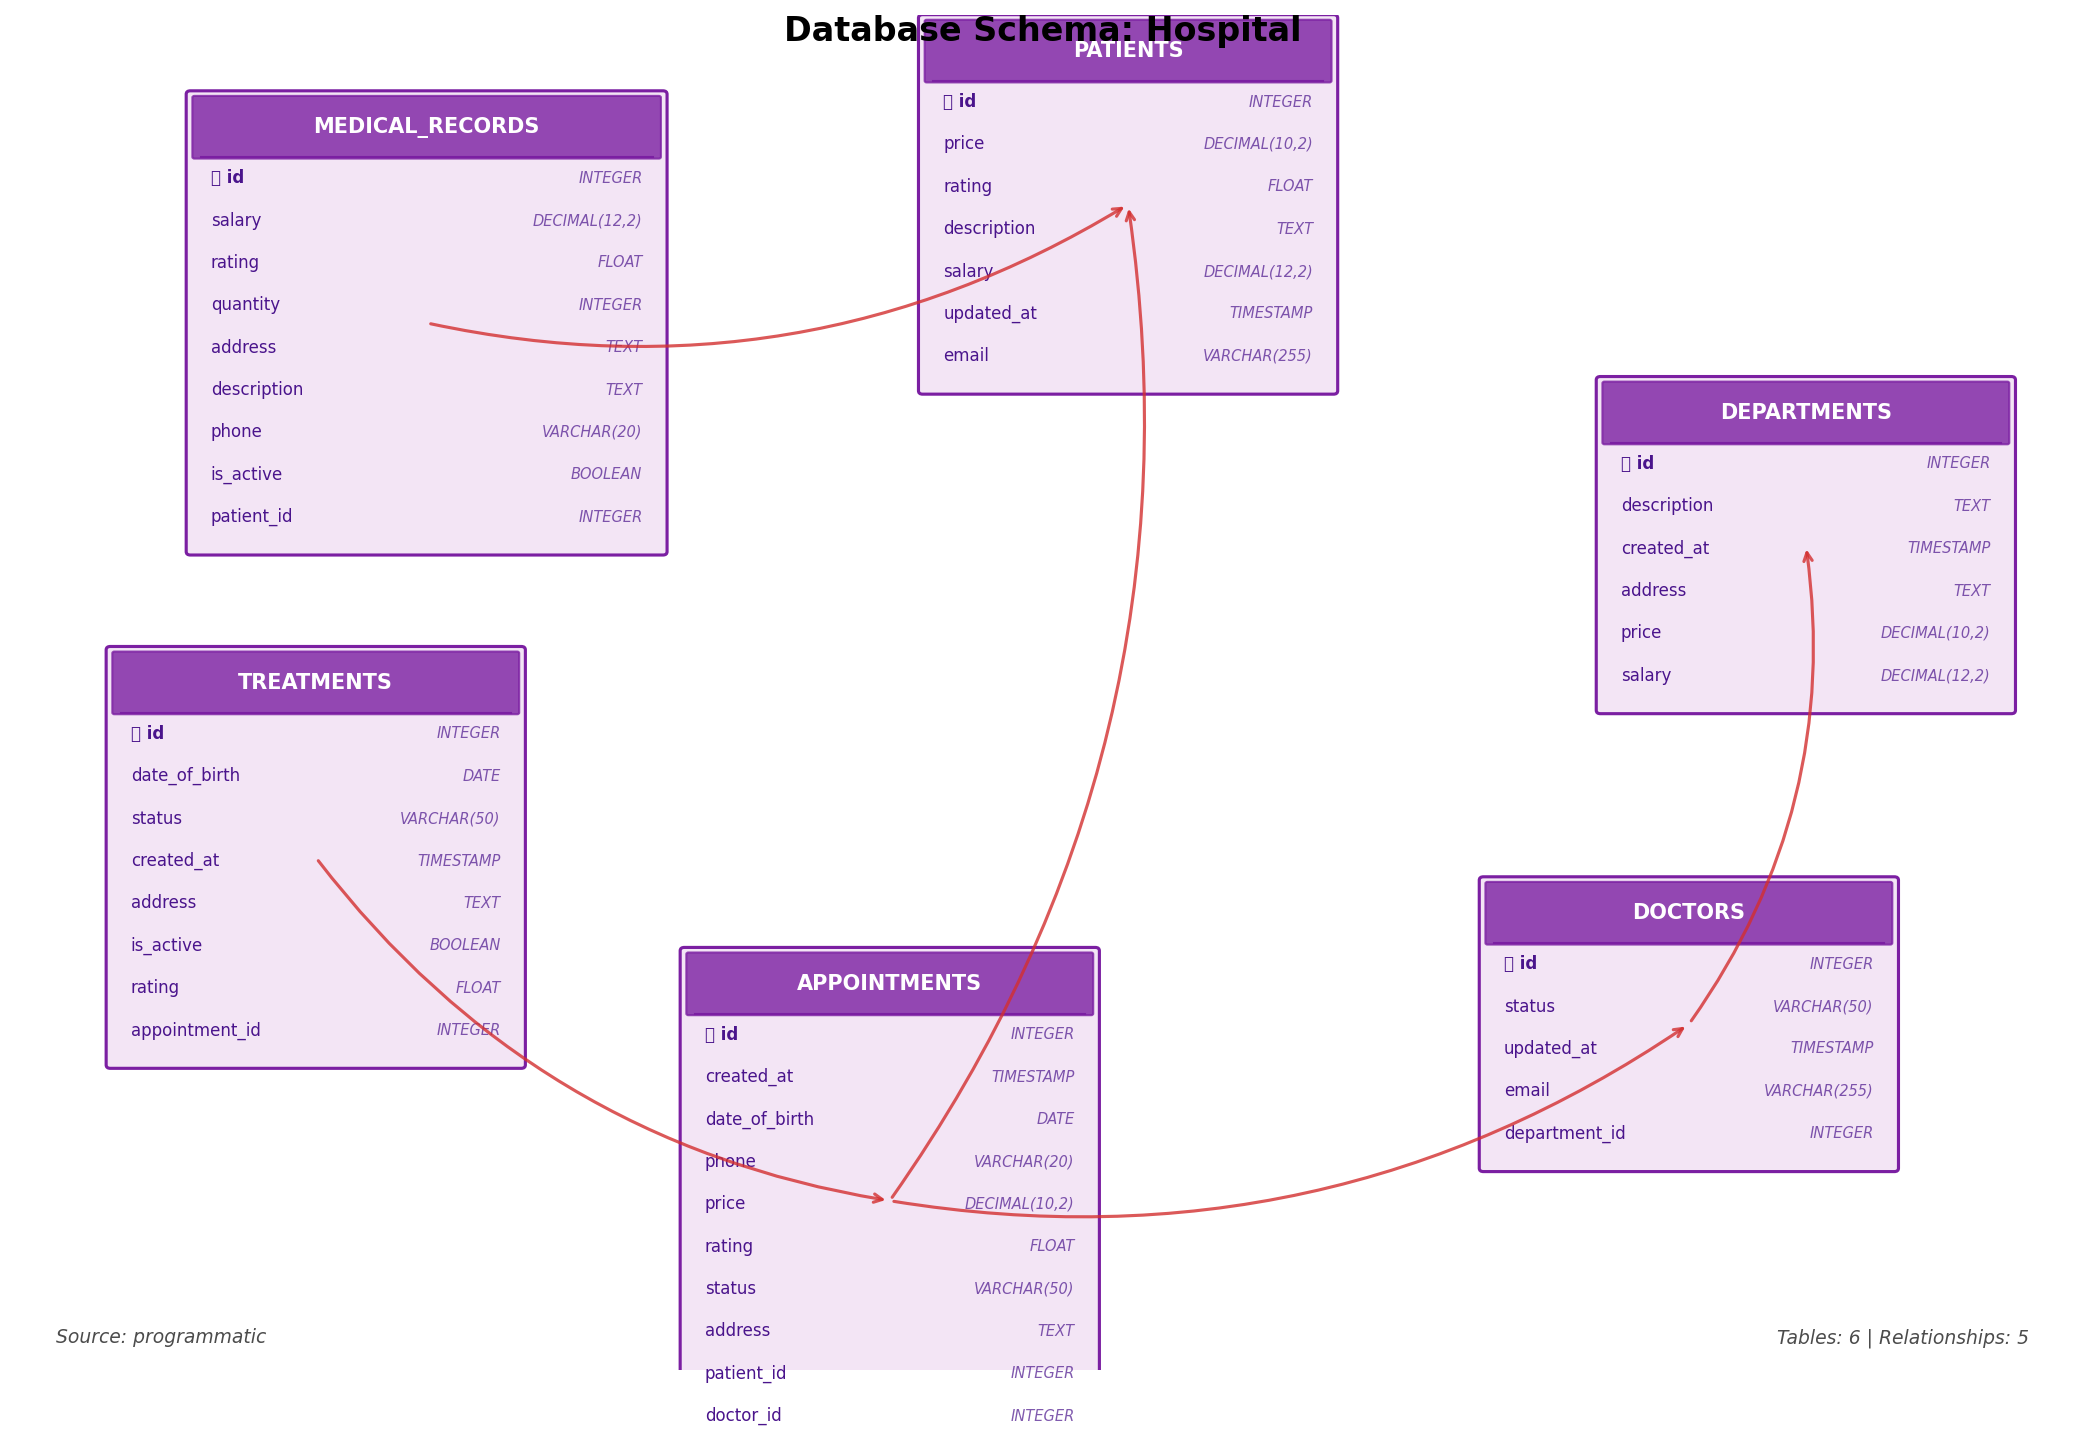 Database Schema: Hospital
PATIENTS
id INTEGER
price DECIMAL(10,2)
rating FLOAT
description TEXT
salary DECIMAL(12,2)
updated_at TIMESTAMP
email VARCHAR(255)
MEDICAL_RECORDS
id INTEGER
salary DECIMAL(12,2)
rating FLOAT
quantity INTEGER
address TEXT
description TEXT
phone VARCHAR(20)
is_active BOOLEAN
patient_id INTEGER
DEPARTMENTS
id INTEGER
description TEXT
created_at TIMESTAMP
address TEXT
price DECIMAL(10,2)
salary DECIMAL(12,2)
TREATMENTS
id INTEGER
date_of_birth DATE
status VARCHAR(50)
created_at TIMESTAMP
address TEXT
is_active BOOLEAN
rating FLOAT
appointment_id INTEGER
DOCTORS
id INTEGER
status VARCHAR(50)
updated_at TIMESTAMP
email VARCHAR(255)
department_id INTEGER
APPOINTMENTS
id INTEGER
created_at TIMESTAMP
date_of_birth DATE
phone VARCHAR(20)
price DECIMAL(10,2)
rating FLOAT
status VARCHAR(50)
address TEXT
patient_id INTEGER
doctor_id INTEGER
Source: programmatic
Tables: 6 | Relationships: 5